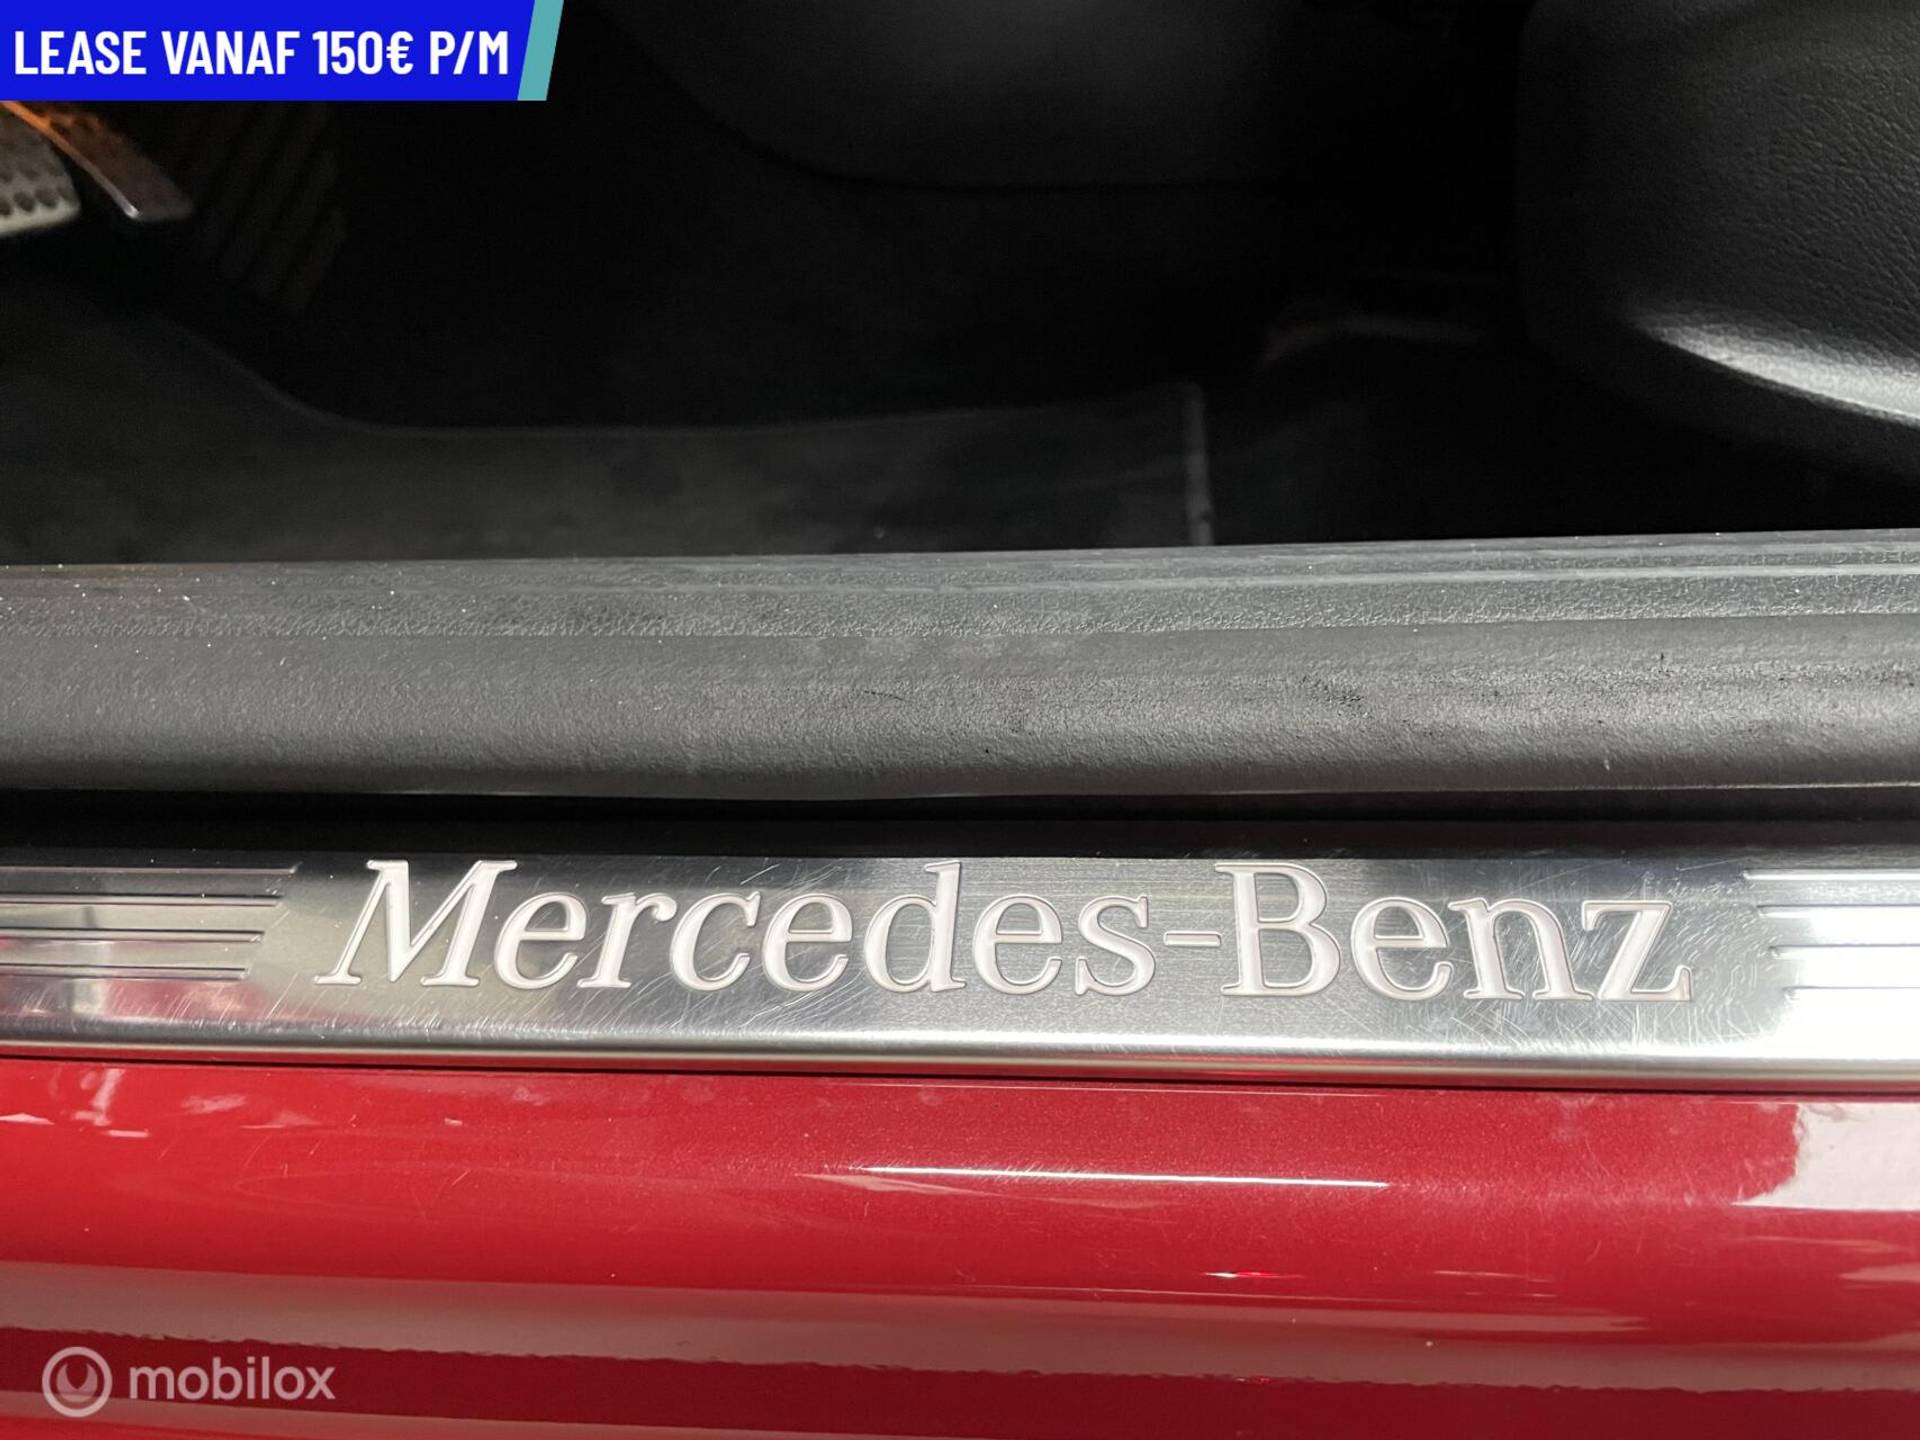 LEASE VANAF 150€ P/M
Mercedes-Benz
mobilox